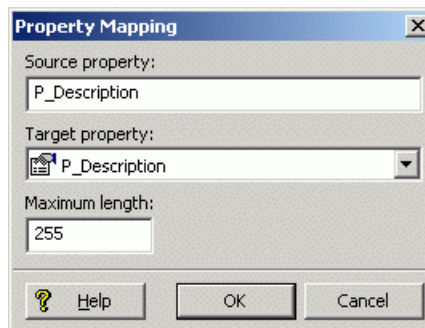 Property Mapping
Source property:
P_Description
Target property:
P_Description
Maximum length:
255
Help OK Cancel